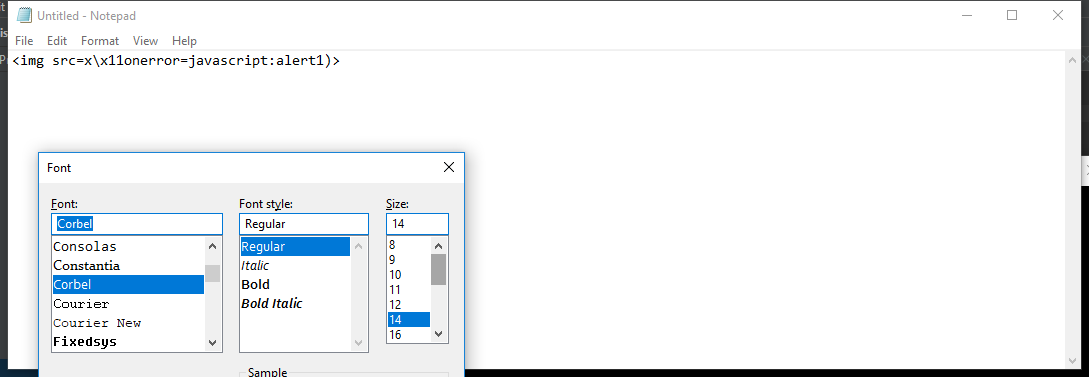 Untitled - Notepad
File Edit Format View Help
<img src=x\x11onerror=javascript:alert1)>
Font
Font: Font style: Size:
Corbel Regular 14
Consolas Regular 8
Constantia Italic 9
Corbel Bold 10
Courier Bold Italic 11
Courier New 12
Fixedsys 14
16
Sample